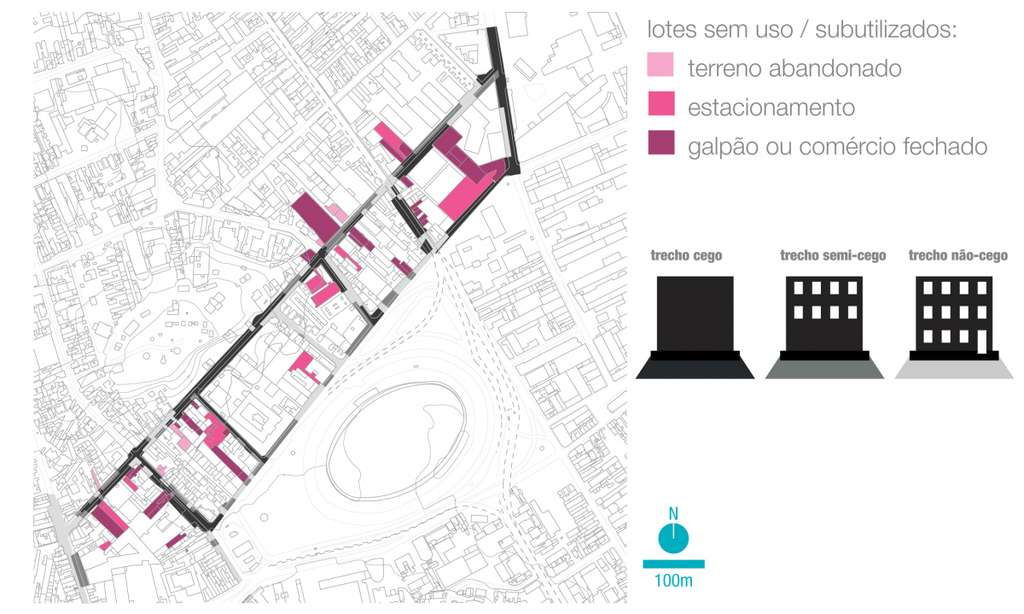 lotes sem uso / subutilizados:
terreno abandonado
estacionamento
galpão ou comércio fechado
trecho cego
trecho semi-cego
trecho não-cego
N
100m